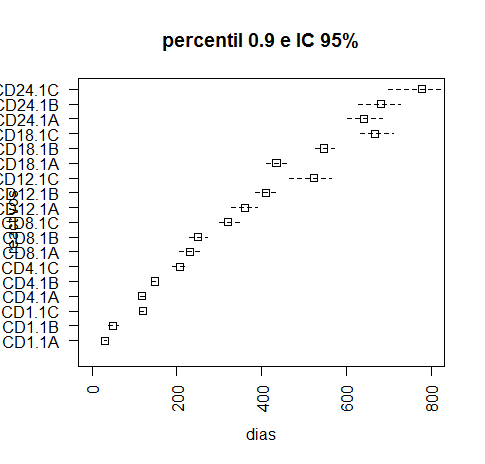 percentil 0.9 e IC 95%
CD24.1C
CD24.1B
CD24.1A
CD18.1C
CD18.1B
CD18.1A
CD12.1C
CD12.1B
CD12.1A
CD8.1C
CD8.1B
CD8.1A
CD4.1C
CD4.1B
CD4.1A
CD1.1C
CD1.1B
CD1.1A
0
200
400
600
800
dias